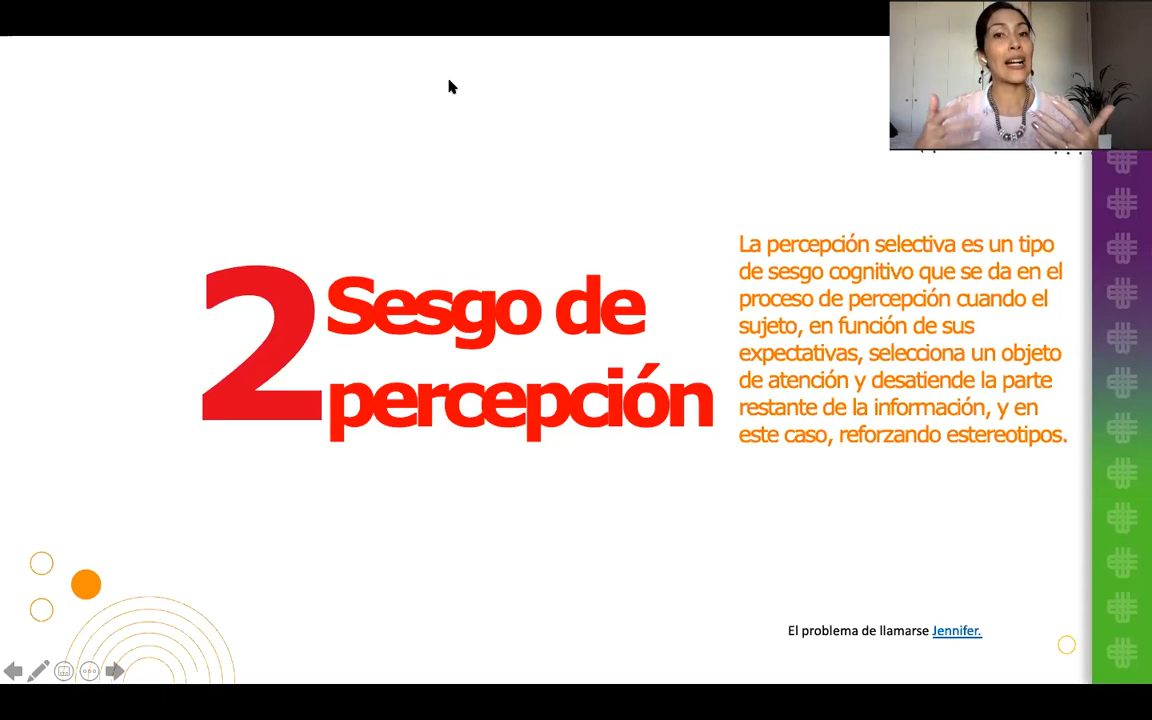 2
Sesgo de
percepción
La percepción selectiva es un tipo
de sesgo cognitivo que se da en el
proceso de percepción cuando el
sujeto, en función de sus
expectativas, selecciona un objeto
de atención y desatiende la parte
restante de la información, y en
este caso, reforzando estereotipos.
El problema de llamarse Jennifer.